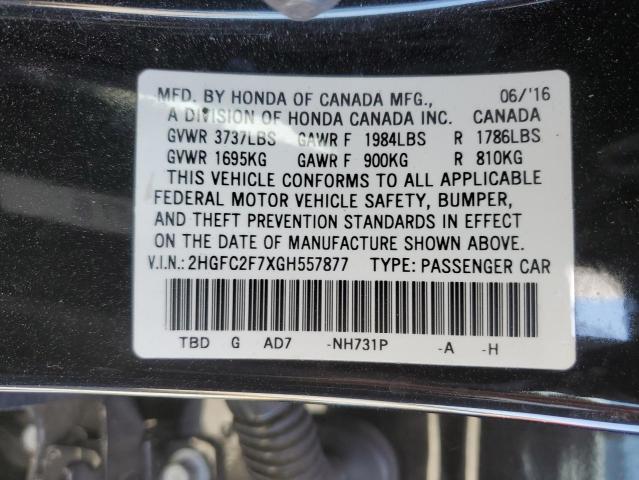 MFD. BY HONDA OF CANADA MFG., 06/'16
A DIVISION OF HONDA CANADA INC. CANADA
GVWR 3737LBS GAWR F 1984LBS R 1786LBS
GVWR 1695KG GAWR F 900KG R 810KG
THIS VEHICLE CONFORMS TO ALL APPLICABLE
FEDERAL MOTOR VEHICLE SAFETY, BUMPER,
AND THEFT PREVENTION STANDARDS IN EFFECT
ON THE DATE OF MANUFACTURE SHOWN ABOVE.
V.I.N.: 2HGFC2F7XGH557877 TYPE: PASSENGER CAR
TBD G AD7 -NH731P -A -H